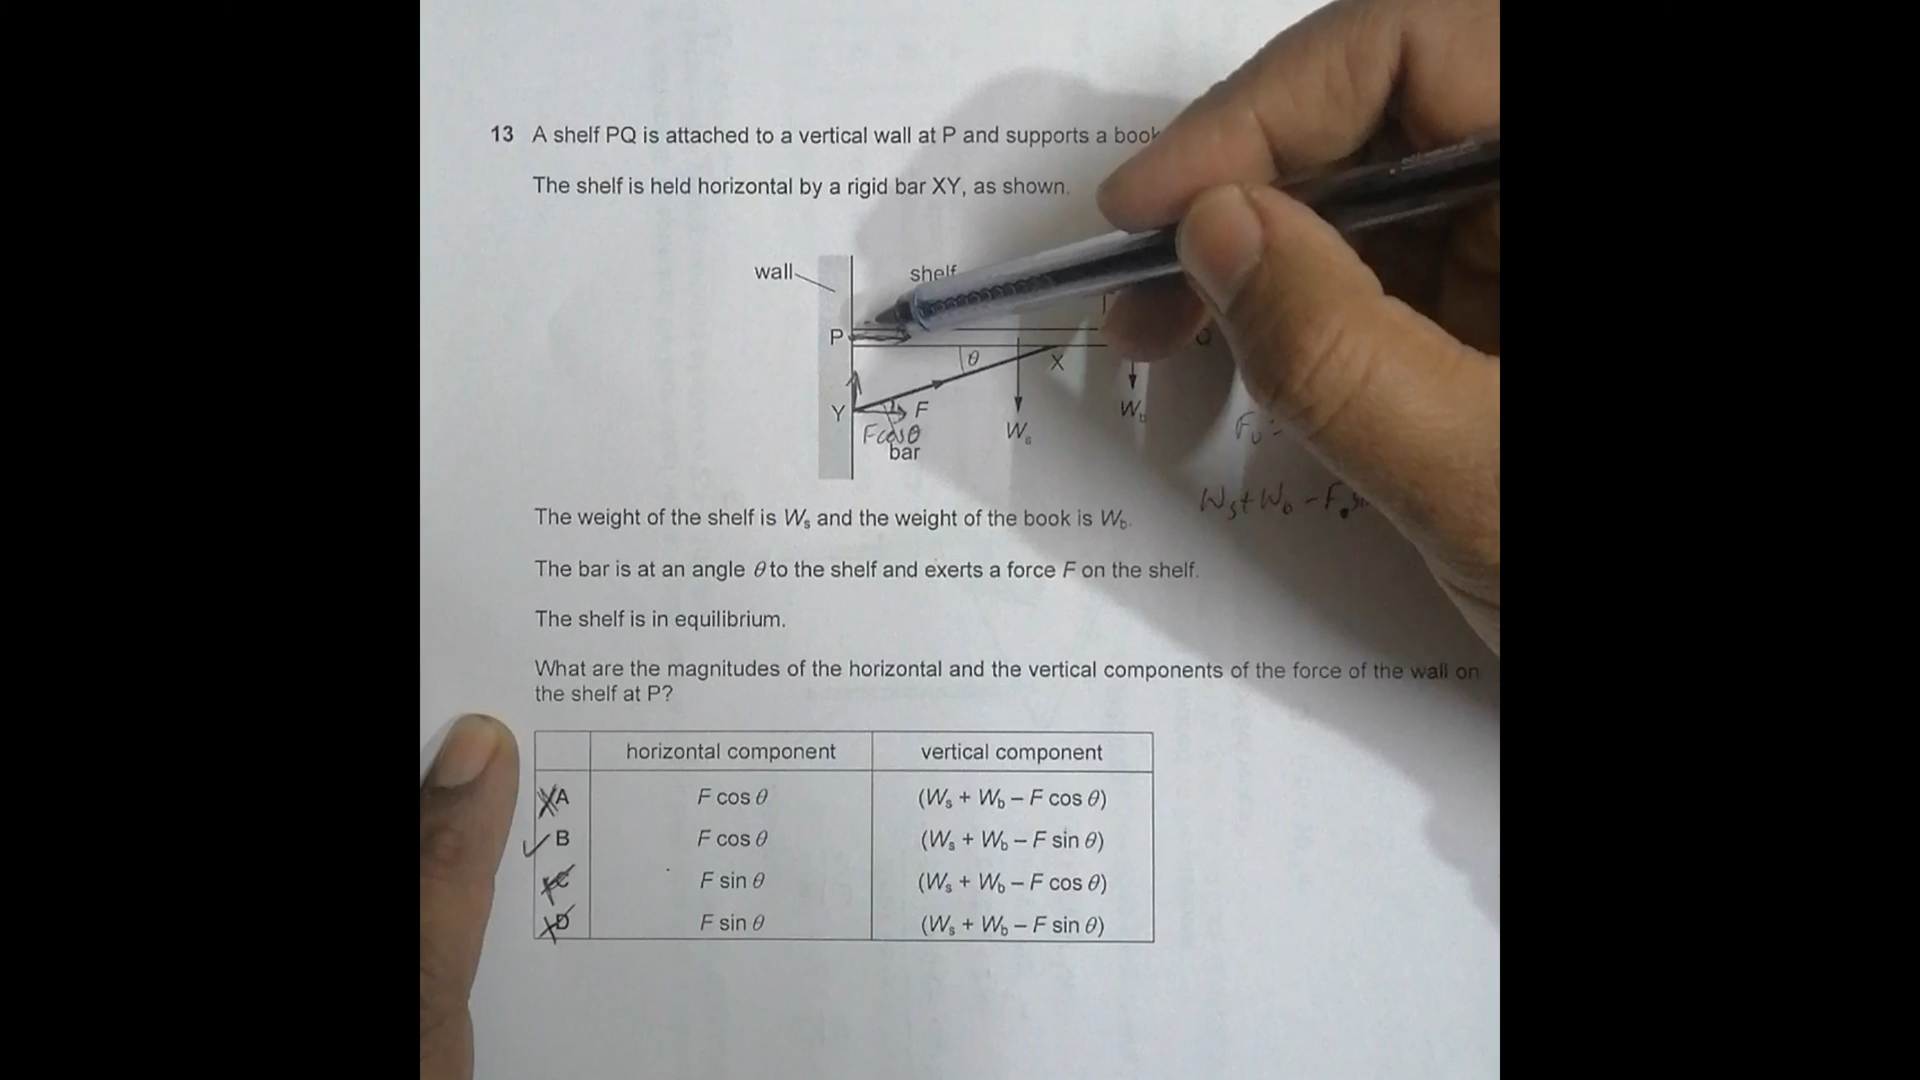 13 A shelf PQ is attached to a vertical wall at P and supports a book
The shelf is held horizontal by a rigid bar XY, as shown.
wall
shelf
P
Q
θ
X
Y
F
F cos θ
bar
Ws
Wb
Fv =
Ws + Wb - F
The weight of the shelf is Ws and the weight of the book is Wb.
The bar is at an angle θ to the shelf and exerts a force F on the shelf.
The shelf is in equilibrium.
What are the magnitudes of the horizontal and the vertical components of the force of the wall on
the shelf at P?
horizontal component vertical component
A F cos θ (Ws + Wb – F cos θ)
B F cos θ (Ws + Wb – F sin θ)
C F sin θ (Ws + Wb – F cos θ)
D F sin θ (Ws + Wb – F sin θ)